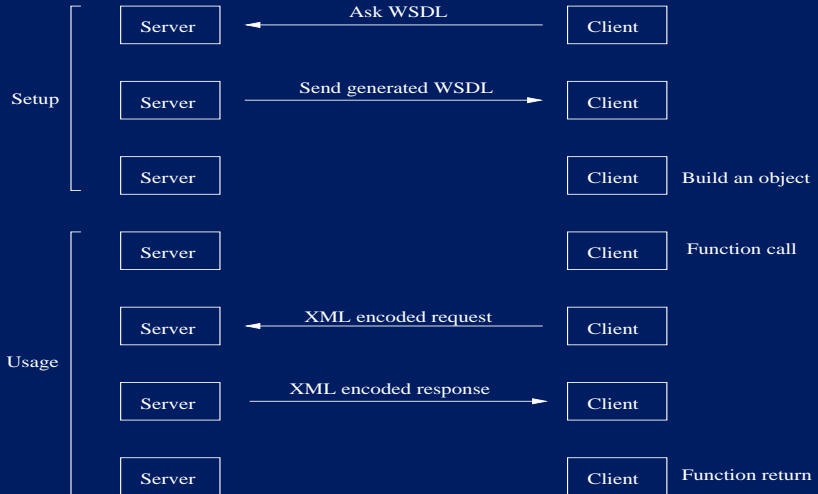 Ask WSDL
Server
Client
Send generated WSDL
Setup
Server
Client
Server
Client
Build an object
Server
Client
Function call
XML encoded request
Server
Client
Usage
XML encoded response
Server
Client
Server
Client
Function return